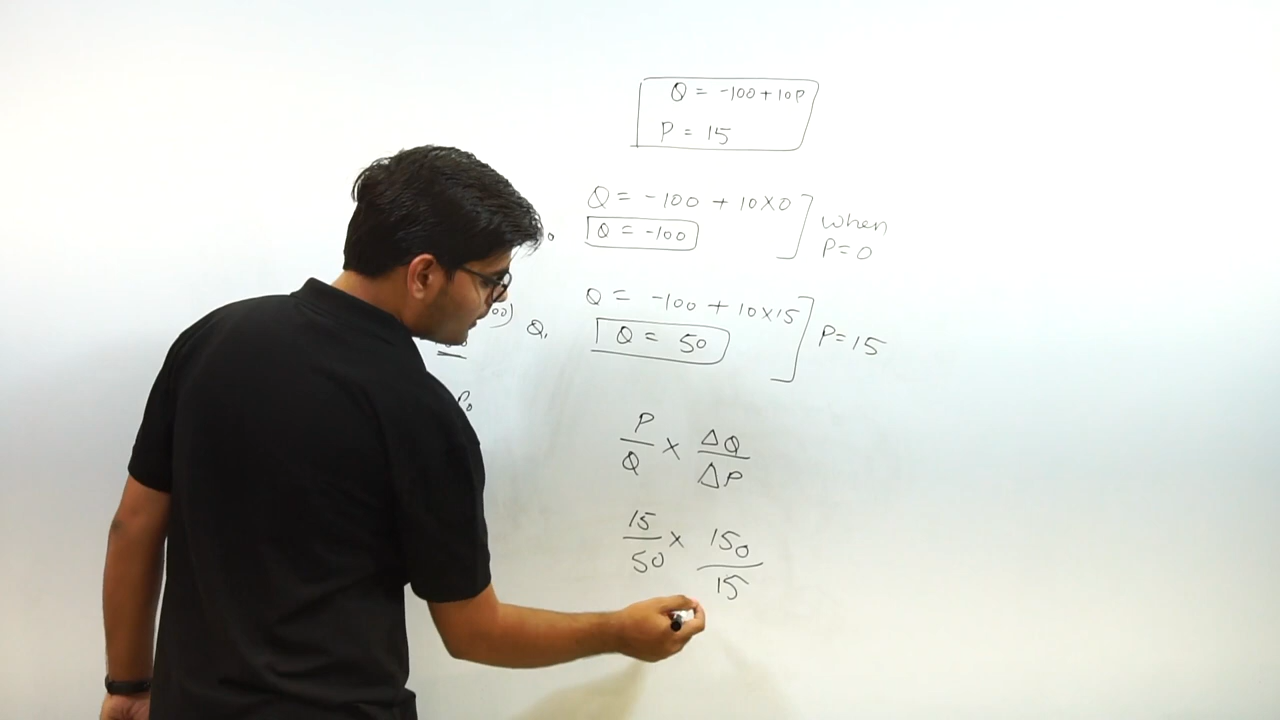 Q = -100 + 10P
P = 15
Q = -100 + 10×0
Q = -100
when
P = 0
Q = -100 + 10×15
Q₁
Q = 50
P = 15
P/Q × ΔQ/ΔP
15/50 × 150/15